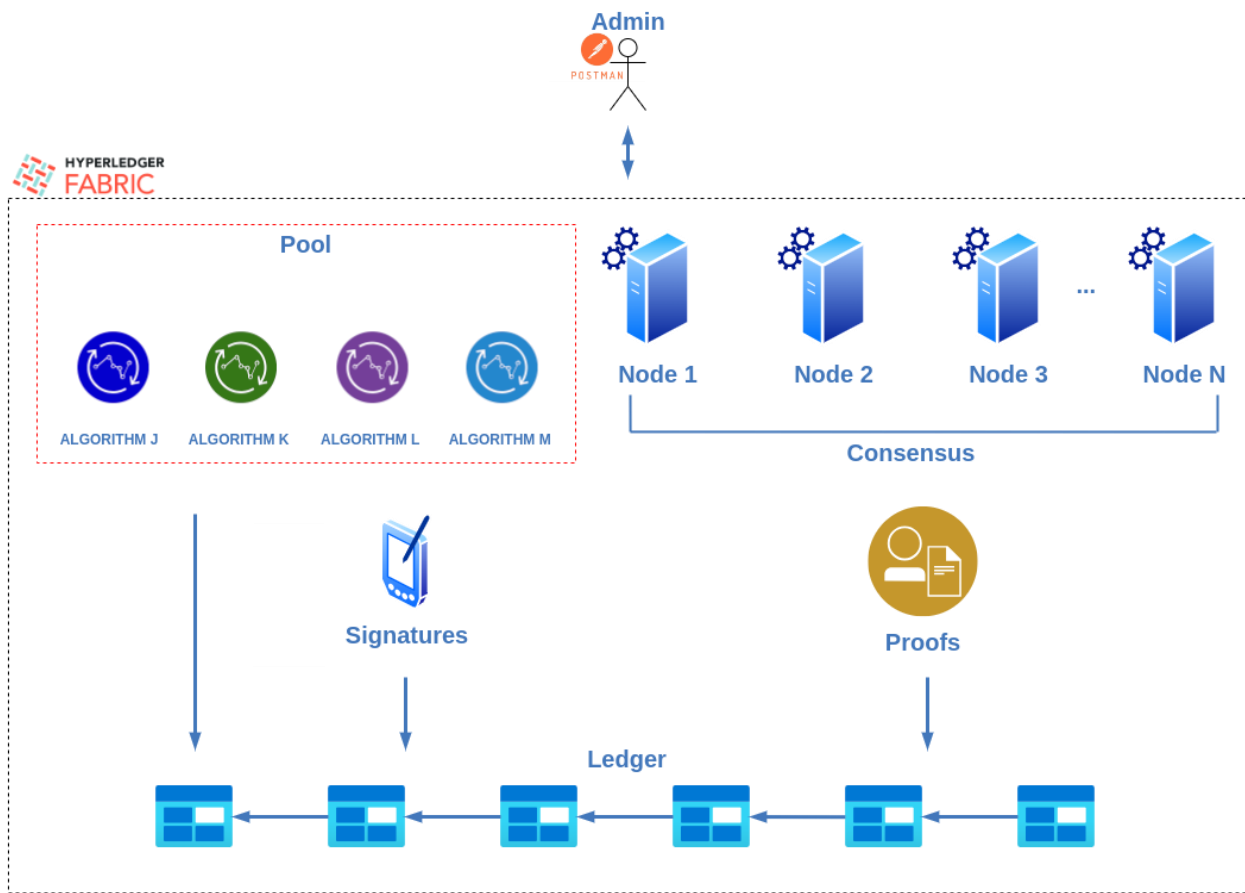 Admin
POSTMAN
HYPERLEDGER
FABRIC
Pool
ALGORITHM J
ALGORITHM K
ALGORITHM L
ALGORITHM M
Node 1
Node 2
Node 3
...
Node N
Consensus
Signatures
Proofs
Ledger